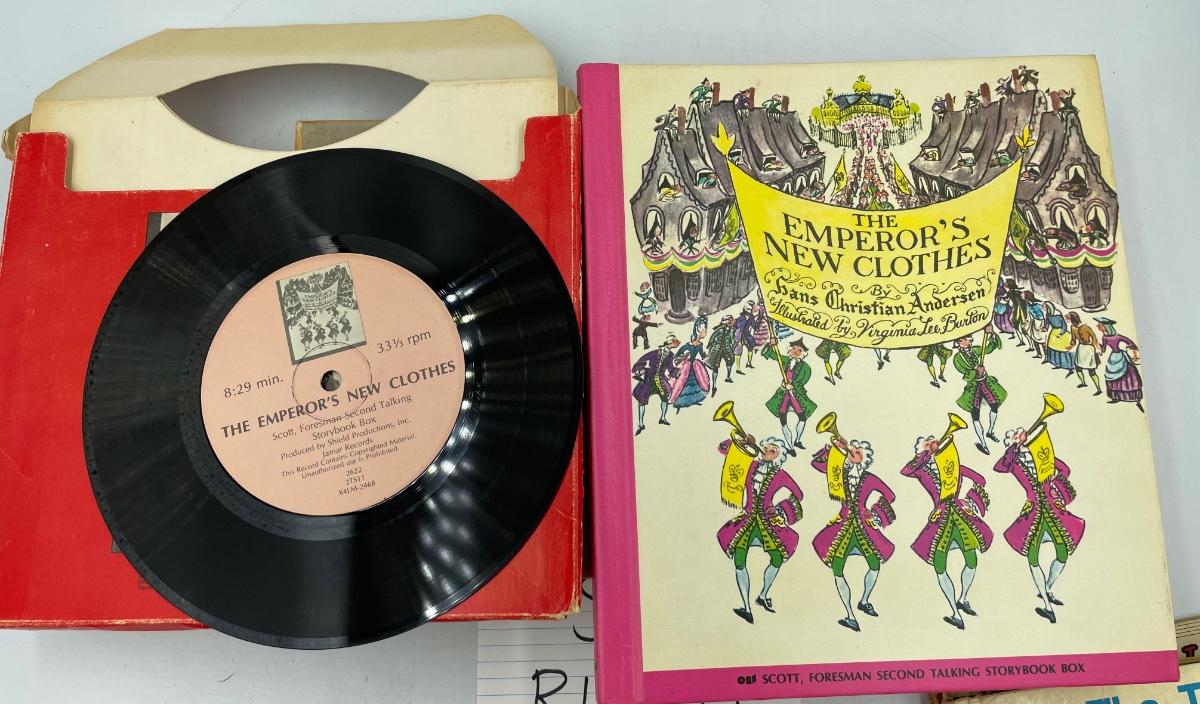 8:29 min.
33⅓ rpm
THE EMPEROR'S NEW CLOTHES
Scott, Foresman Second Talking
Storybook Box
Produced by Shield Productions, Inc.
Jamar Records
This Record Contains Copyrighted Material.
Unauthorized use is Prohibited.
2622
2TS11
X4LM-2468
THE
EMPEROR'S
NEW CLOTHES
By
Hans Christian Andersen
Illustrated by Virginia Lee Burton
SCOTT, FORESMAN SECOND TALKING STORYBOOK BOX
The